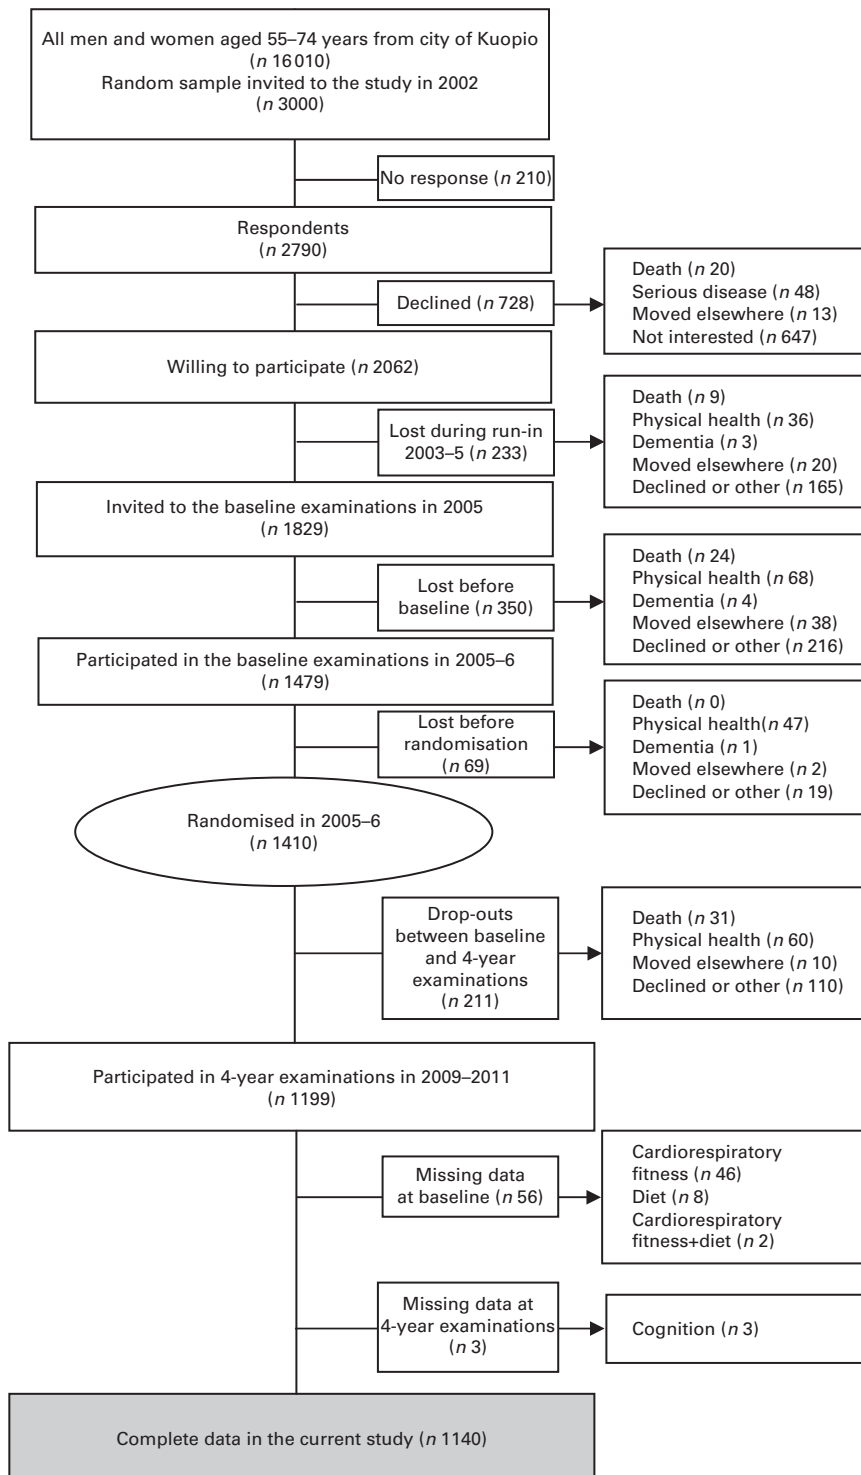 All men and women aged 55–74 years from city of Kuopio
(n 16 010)
Random sample invited to the study in 2002
(n 3000)
No response (n 210)
Respondents
(n 2790)
Declined (n 728)
Death (n 20)
Serious disease (n 48)
Moved elsewhere (n 13)
Not interested (n 647)
Willing to participate (n 2062)
Lost during run-in
2003–5 (n 233)
Death (n 9)
Physical health (n 36)
Dementia (n 3)
Moved elsewhere (n 20)
Declined or other (n 165)
Invited to the baseline examinations in 2005
(n 1829)
Lost before
baseline (n 350)
Death (n 24)
Physical health (n 68)
Dementia (n 4)
Moved elsewhere (n 38)
Declined or other (n 216)
Participated in the baseline examinations in 2005–6
(n 1479)
Lost before
randomisation
(n 69)
Death (n 0)
Physical health(n 47)
Dementia (n 1)
Moved elsewhere (n 2)
Declined or other (n 19)
Randomised in 2005–6
(n 1410)
Drop-outs
between baseline
and 4-year
examinations
(n 211)
Death (n 31)
Physical health (n 60)
Moved elsewhere (n 10)
Declined or other (n 110)
Participated in 4-year examinations in 2009–2011
(n 1199)
Missing data
at baseline (n 56)
Cardiorespiratory
fitness (n 46)
Diet (n 8)
Cardiorespiratory
fitness+diet (n 2)
Missing data at
4-year examinations
(n 3)
Cognition (n 3)
Complete data in the current study (n 1140)